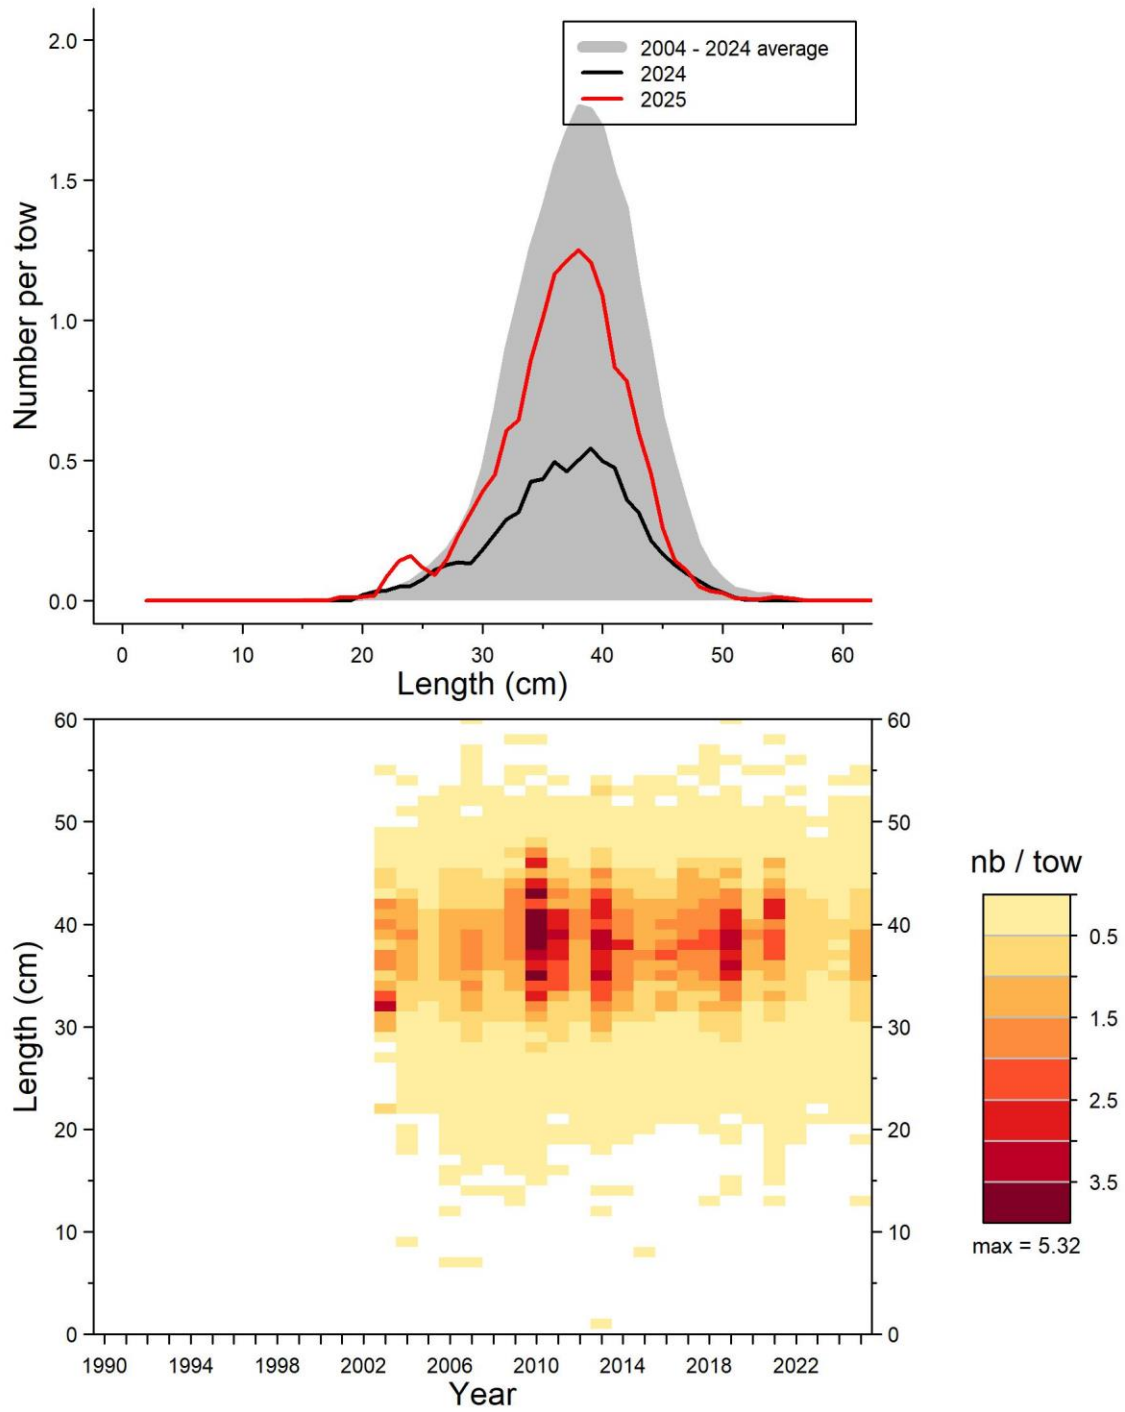 2004 - 2024 average
2024
2025
Number per tow
2.0
1.5
1.0
0.5
0.0
0 10 20 30 40 50 60
Length (cm)
Length (cm)
60 60
50 50
40 40
30 30
20 20
10 10
0 0
1990 1994 1998 2002 2006 2010 2014 2018 2022
Year
nb / tow
0.5
1.5
2.5
3.5
max = 5.32